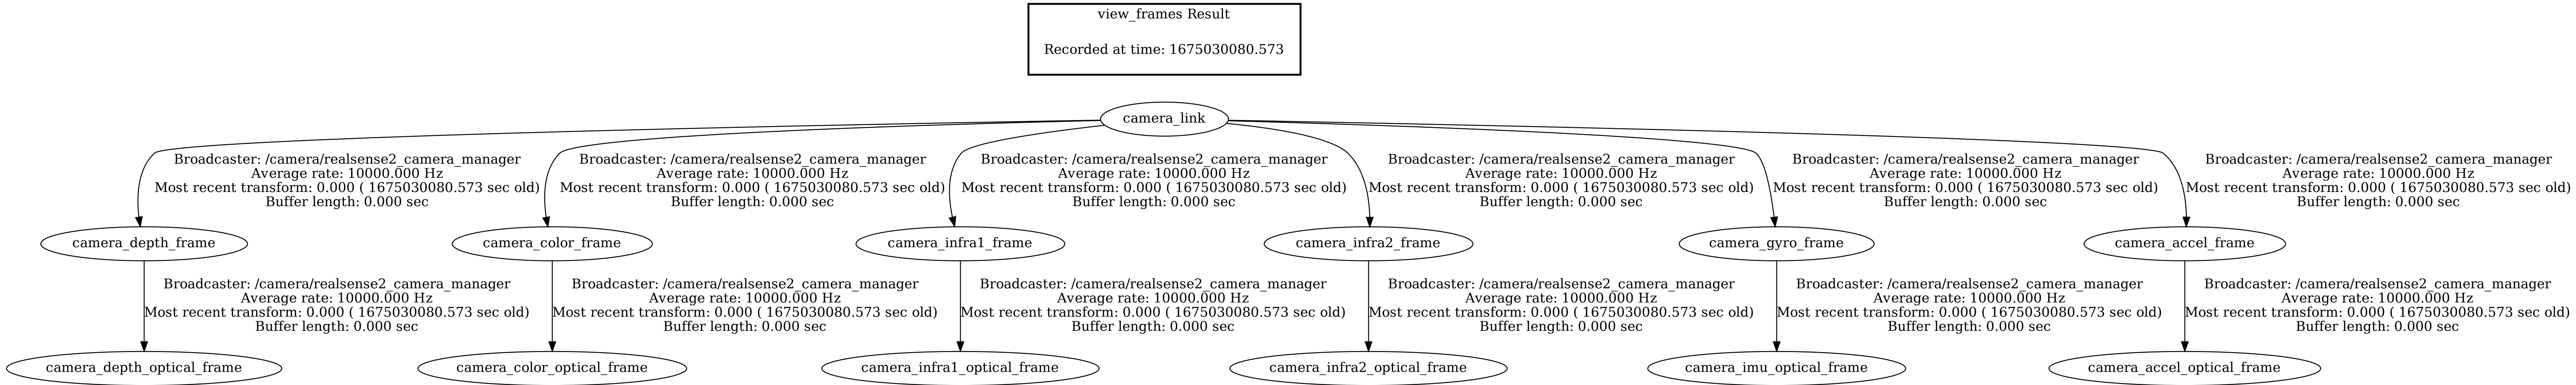 view_frames Result
Recorded at time: 1675030080.573
camera_link
Broadcaster: /camera/realsense2_camera_manager
Average rate: 10000.000 Hz
Most recent transform: 0.000 ( 1675030080.573 sec old)
Buffer length: 0.000 sec
Broadcaster: /camera/realsense2_camera_manager
Average rate: 10000.000 Hz
Most recent transform: 0.000 ( 1675030080.573 sec old)
Buffer length: 0.000 sec
Broadcaster: /camera/realsense2_camera_manager
Average rate: 10000.000 Hz
Most recent transform: 0.000 ( 1675030080.573 sec old)
Buffer length: 0.000 sec
Broadcaster: /camera/realsense2_camera_manager
Average rate: 10000.000 Hz
Most recent transform: 0.000 ( 1675030080.573 sec old)
Buffer length: 0.000 sec
Broadcaster: /camera/realsense2_camera_manager
Average rate: 10000.000 Hz
Most recent transform: 0.000 ( 1675030080.573 sec old)
Buffer length: 0.000 sec
Broadcaster: /camera/realsense2_camera_manager
Average rate: 10000.000 Hz
Most recent transform: 0.000 ( 1675030080.573 sec old)
Buffer length: 0.000 sec
camera_depth_frame
camera_color_frame
camera_infra1_frame
camera_infra2_frame
camera_gyro_frame
camera_accel_frame
Broadcaster: /camera/realsense2_camera_manager
Average rate: 10000.000 Hz
Most recent transform: 0.000 ( 1675030080.573 sec old)
Buffer length: 0.000 sec
Broadcaster: /camera/realsense2_camera_manager
Average rate: 10000.000 Hz
Most recent transform: 0.000 ( 1675030080.573 sec old)
Buffer length: 0.000 sec
Broadcaster: /camera/realsense2_camera_manager
Average rate: 10000.000 Hz
Most recent transform: 0.000 ( 1675030080.573 sec old)
Buffer length: 0.000 sec
Broadcaster: /camera/realsense2_camera_manager
Average rate: 10000.000 Hz
Most recent transform: 0.000 ( 1675030080.573 sec old)
Buffer length: 0.000 sec
Broadcaster: /camera/realsense2_camera_manager
Average rate: 10000.000 Hz
Most recent transform: 0.000 ( 1675030080.573 sec old)
Buffer length: 0.000 sec
Broadcaster: /camera/realsense2_camera_manager
Average rate: 10000.000 Hz
Most recent transform: 0.000 ( 1675030080.573 sec old)
Buffer length: 0.000 sec
camera_depth_optical_frame
camera_color_optical_frame
camera_infra1_optical_frame
camera_infra2_optical_frame
camera_imu_optical_frame
camera_accel_optical_frame